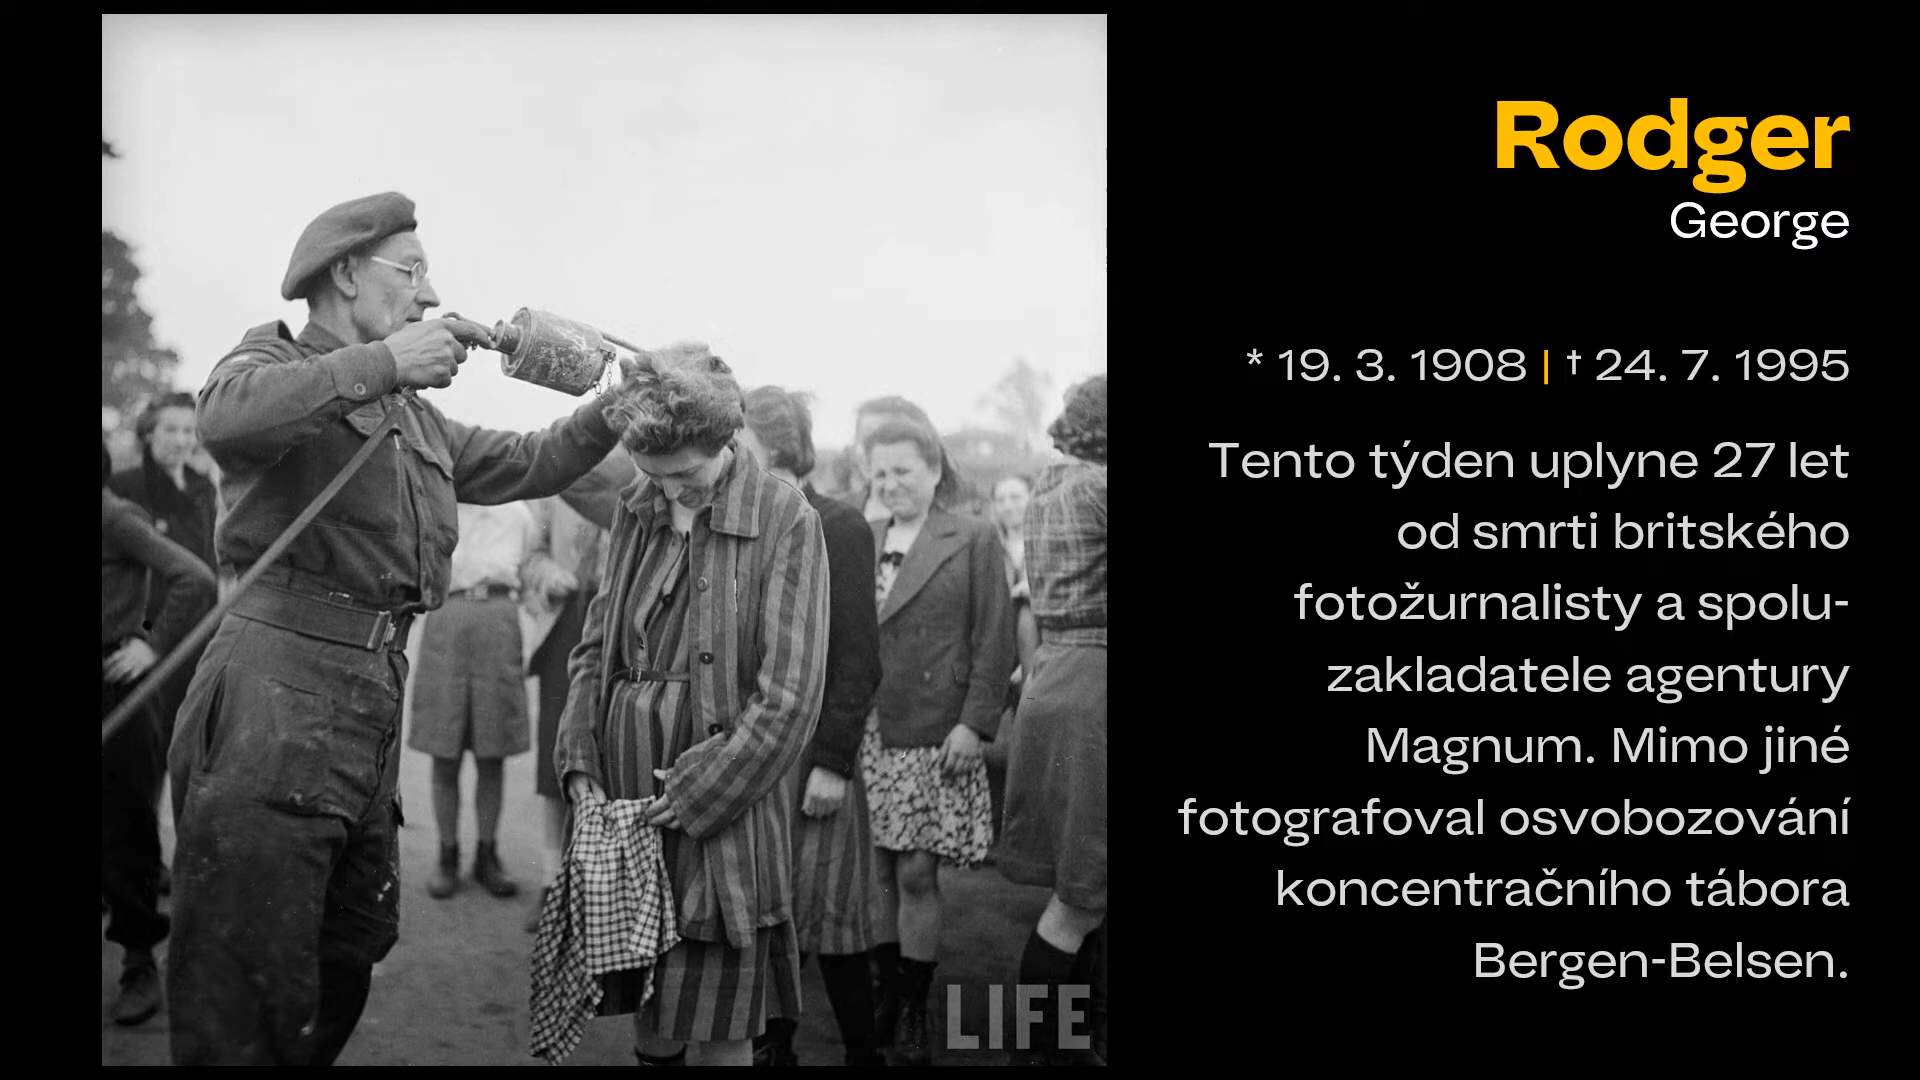 Rodger
George
* 19. 3. 1908 | † 24. 7. 1995
Tento týden uplyne 27 let
od smrti britského
fotožurnalisty a spolu-
zakladatele agentury
Magnum. Mimo jiné
fotografoval osvobozování
koncentračního tábora
Bergen-Belsen.
LIFE